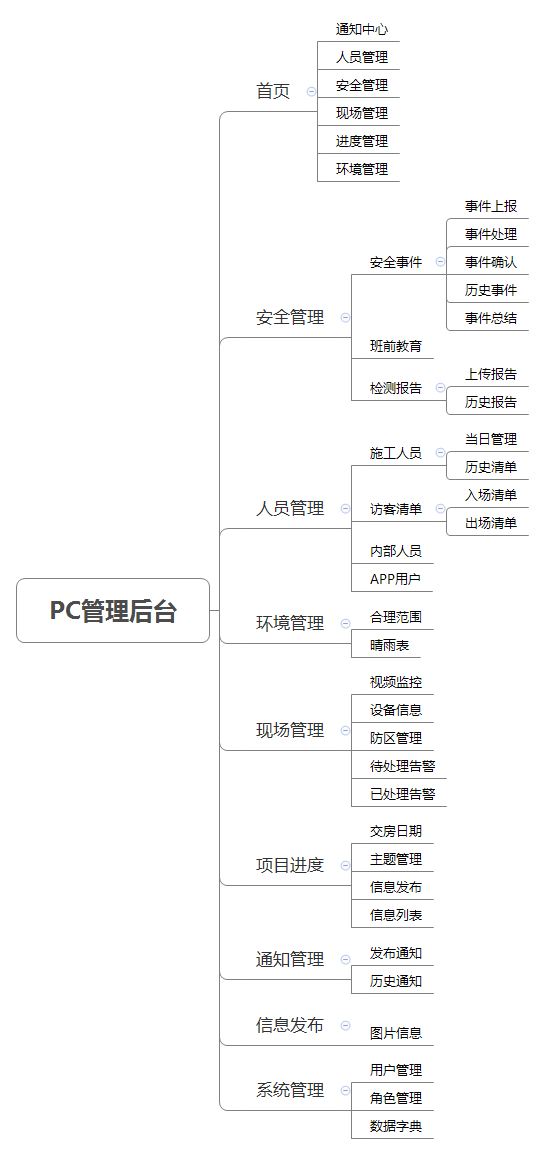 PC管理后台
首页
通知中心
人员管理
安全管理
现场管理
进度管理
环境管理
安全管理
安全事件
事件上报
事件处理
事件确认
历史事件
事件总结
班前教育
检测报告
上传报告
历史报告
人员管理
施工人员
当日管理
历史清单
访客清单
入场清单
出场清单
内部人员
APP用户
环境管理
合理范围
晴雨表
现场管理
视频监控
设备信息
防区管理
待处理告警
已处理告警
项目进度
交房日期
主题管理
信息发布
信息列表
通知管理
发布通知
历史通知
信息发布
图片信息
系统管理
用户管理
角色管理
数据字典